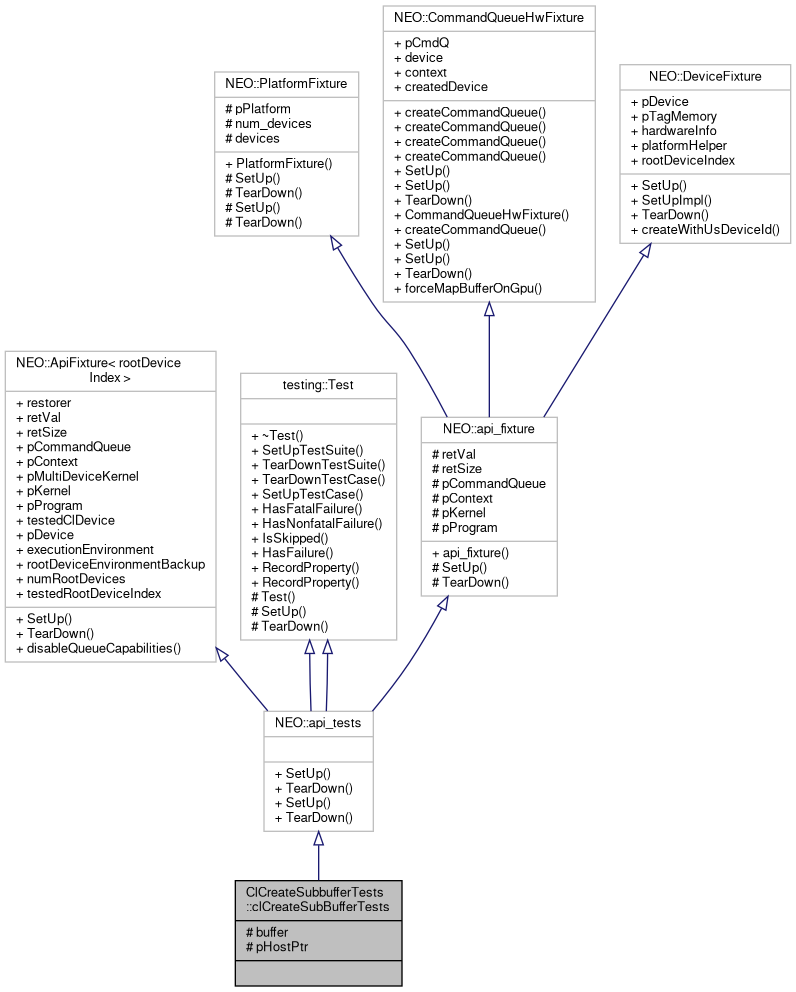 NEO::CommandQueueHwFixture
+ pCmdQ
+ device
+ context
+ createdDevice
+ createCommandQueue()
+ createCommandQueue()
+ createCommandQueue()
+ createCommandQueue()
+ SetUp()
+ SetUp()
+ TearDown()
+ CommandQueueHwFixture()
+ createCommandQueue()
+ SetUp()
+ SetUp()
+ TearDown()
+ forceMapBufferOnGpu()
NEO::PlatformFixture
# pPlatform
# num_devices
# devices
+ PlatformFixture()
# SetUp()
# TearDown()
# SetUp()
# TearDown()
NEO::DeviceFixture
+ pDevice
+ pTagMemory
+ hardwareInfo
+ platformHelper
+ rootDeviceIndex
+ SetUp()
+ SetUpImpl()
+ TearDown()
+ createWithUsDeviceId()
NEO::ApiFixture< rootDevice
Index >
+ restorer
+ retVal
+ retSize
+ pCommandQueue
+ pContext
+ pMultiDeviceKernel
+ pKernel
+ pProgram
+ testedClDevice
+ pDevice
+ executionEnvironment
+ rootDeviceEnvironmentBackup
+ numRootDevices
+ testedRootDeviceIndex
+ SetUp()
+ TearDown()
+ disableQueueCapabilities()
testing::Test
+ ~Test()
+ SetUpTestSuite()
+ TearDownTestSuite()
+ TearDownTestCase()
+ SetUpTestCase()
+ HasFatalFailure()
+ HasNonfatalFailure()
+ IsSkipped()
+ HasFailure()
+ RecordProperty()
+ RecordProperty()
# Test()
# SetUp()
# TearDown()
NEO::api_fixture
# retVal
# retSize
# pCommandQueue
# pContext
# pKernel
# pProgram
+ api_fixture()
# SetUp()
# TearDown()
NEO::api_tests
+ SetUp()
+ TearDown()
+ SetUp()
+ TearDown()
ClCreateSubbufferTests
::clCreateSubBufferTests
# buffer
# pHostPtr